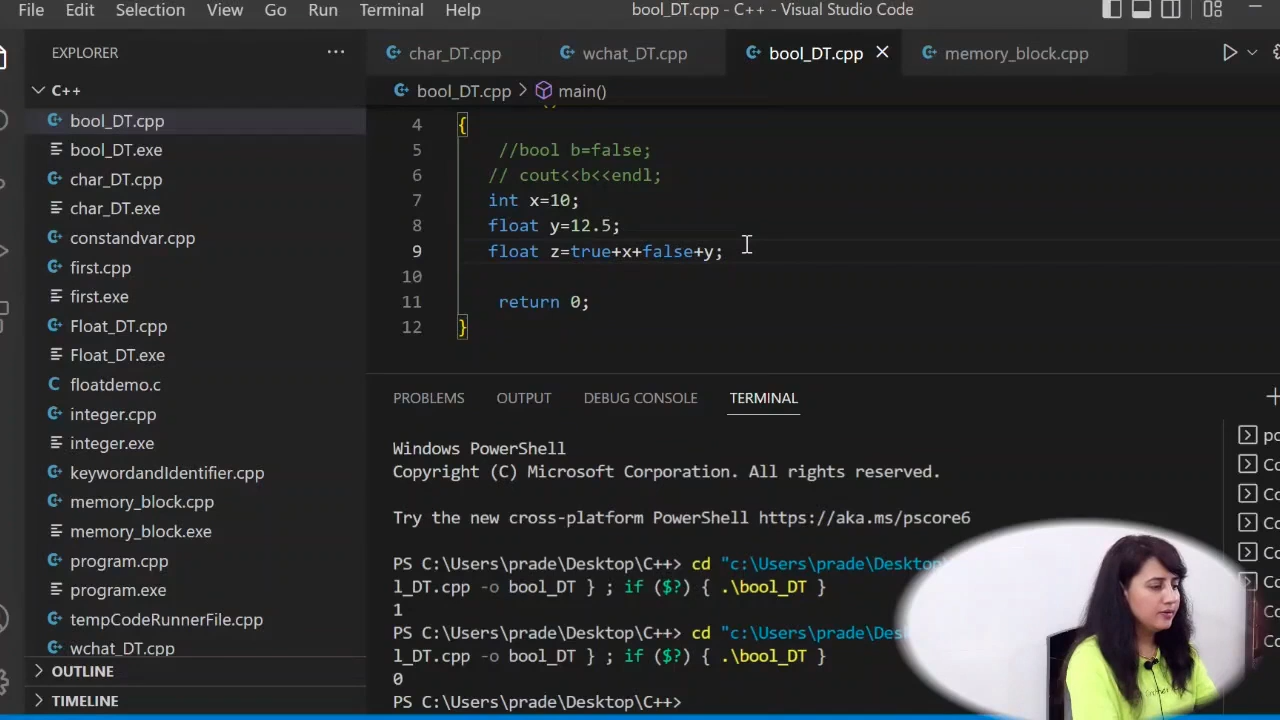 File Edit Selection View Go Run Terminal Help bool_DT.cpp - C++ - Visual Studio Code
EXPLORER ...
char_DT.cpp wchat_DT.cpp bool_DT.cpp memory_block.cpp
C++
bool_DT.cpp > main()
bool_DT.cpp
bool_DT.exe
char_DT.cpp
char_DT.exe
constandvar.cpp
first.cpp
first.exe
Float_DT.cpp
Float_DT.exe
floatdemo.c
integer.cpp
integer.exe
keywordandIdentifier.cpp
memory_block.cpp
memory_block.exe
program.cpp
program.exe
tempCodeRunnerFile.cpp
wchat_DT.cpp
OUTLINE
TIMELINE
4 {
5 //bool b=false;
6 // cout<<b<<endl;
7 int x=10;
8 float y=12.5;
9 float z=true+x+false+y;
10
11 return 0;
12 }
PROBLEMS OUTPUT DEBUG CONSOLE TERMINAL
Windows PowerShell
Copyright (C) Microsoft Corporation. All rights reserved.
Try the new cross-platform PowerShell https://aka.ms/pscore6
PS C:\Users\prade\Desktop\C++> cd "c:\Users\prade\Desktop
l_DT.cpp -o bool_DT } ; if ($?) { .\bool_DT }
1
PS C:\Users\prade\Desktop\C++> cd "c:\Users\prade\Des
l_DT.cpp -o bool_DT } ; if ($?) { .\bool_DT }
0
PS C:\Users\prade\Desktop\C++>